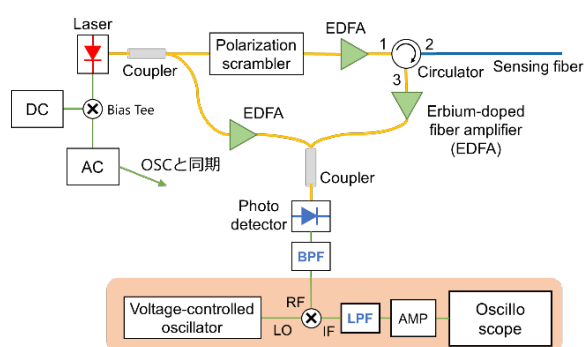 Laser
EDFA
Coupler
Polarization
scrambler
1
2
3
Circulator
Sensing fiber
DC
Bias Tee
EDFA
Erbium-doped
fiber amplifier
(EDFA)
AC
OSCと同期
Coupler
Photo
detector
BPF
Voltage-controlled
oscillator
RF
LO
IF
LPF
AMP
Oscillo
scope